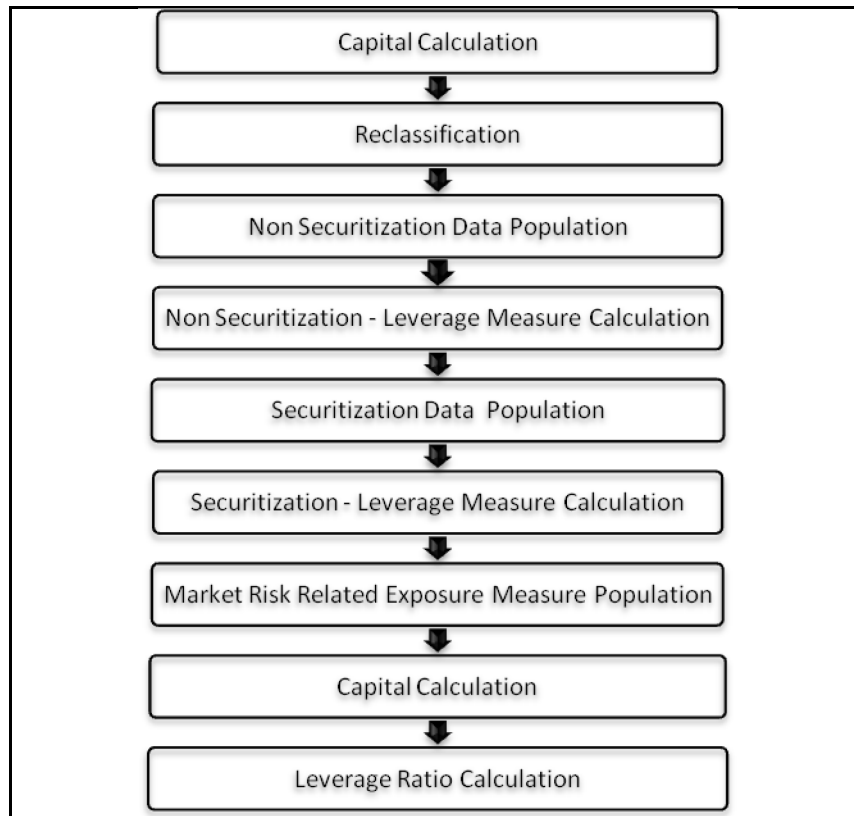 Capital Calculation
Reclassification
Non Securitization Data Population
Non Securitization - Leverage Measure Calculation
Securitization Data  Population
Securitization - Leverage Measure Calculation
Market Risk Related Exposure Measure Population
Capital Calculation
Leverage Ratio Calculation